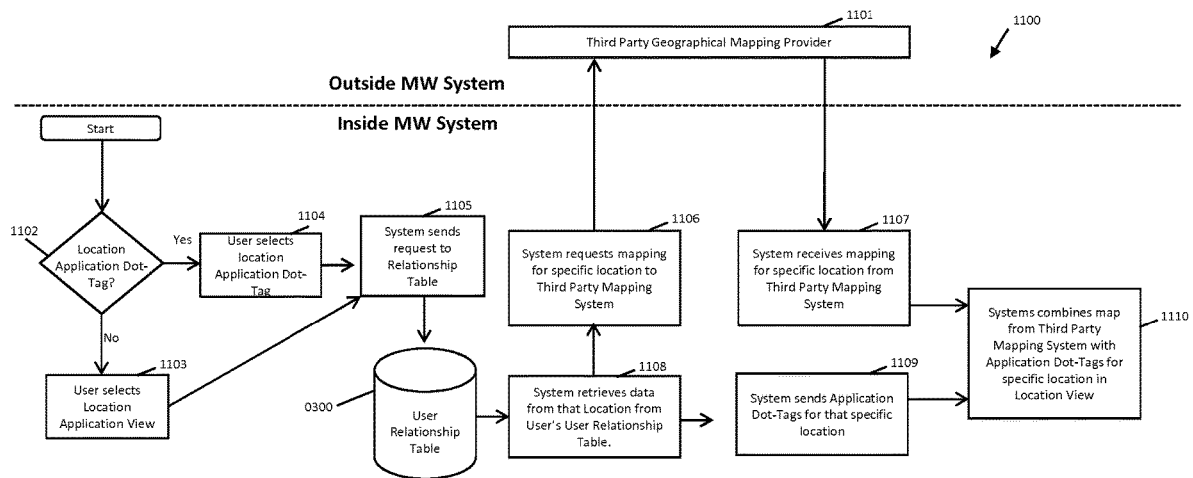 1101
Third Party Geographical Mapping Provider
1100
Outside MW System
Inside MW System
Start
1102
Location
Application Dot-
Tag?
Yes
No
1104
User selects
location
Application Dot-
Tag
1103
User selects
Location
Application View
1105
System sends
request to
Relationship
Table
0300
User
Relationship
Table
1106
System requests mapping
for specific location to
Third Party Mapping
System
1108
System retrieves data
from that Location from
User's User Relationship
Table.
1107
System receives mapping
for specific location from
Third Party Mapping
System
1109
System sends Application
Dot-Tags for that specific
location
1110
Systems combines map
from Third Party
Mapping System with
Application Dot-Tags for
specific location in
Location View